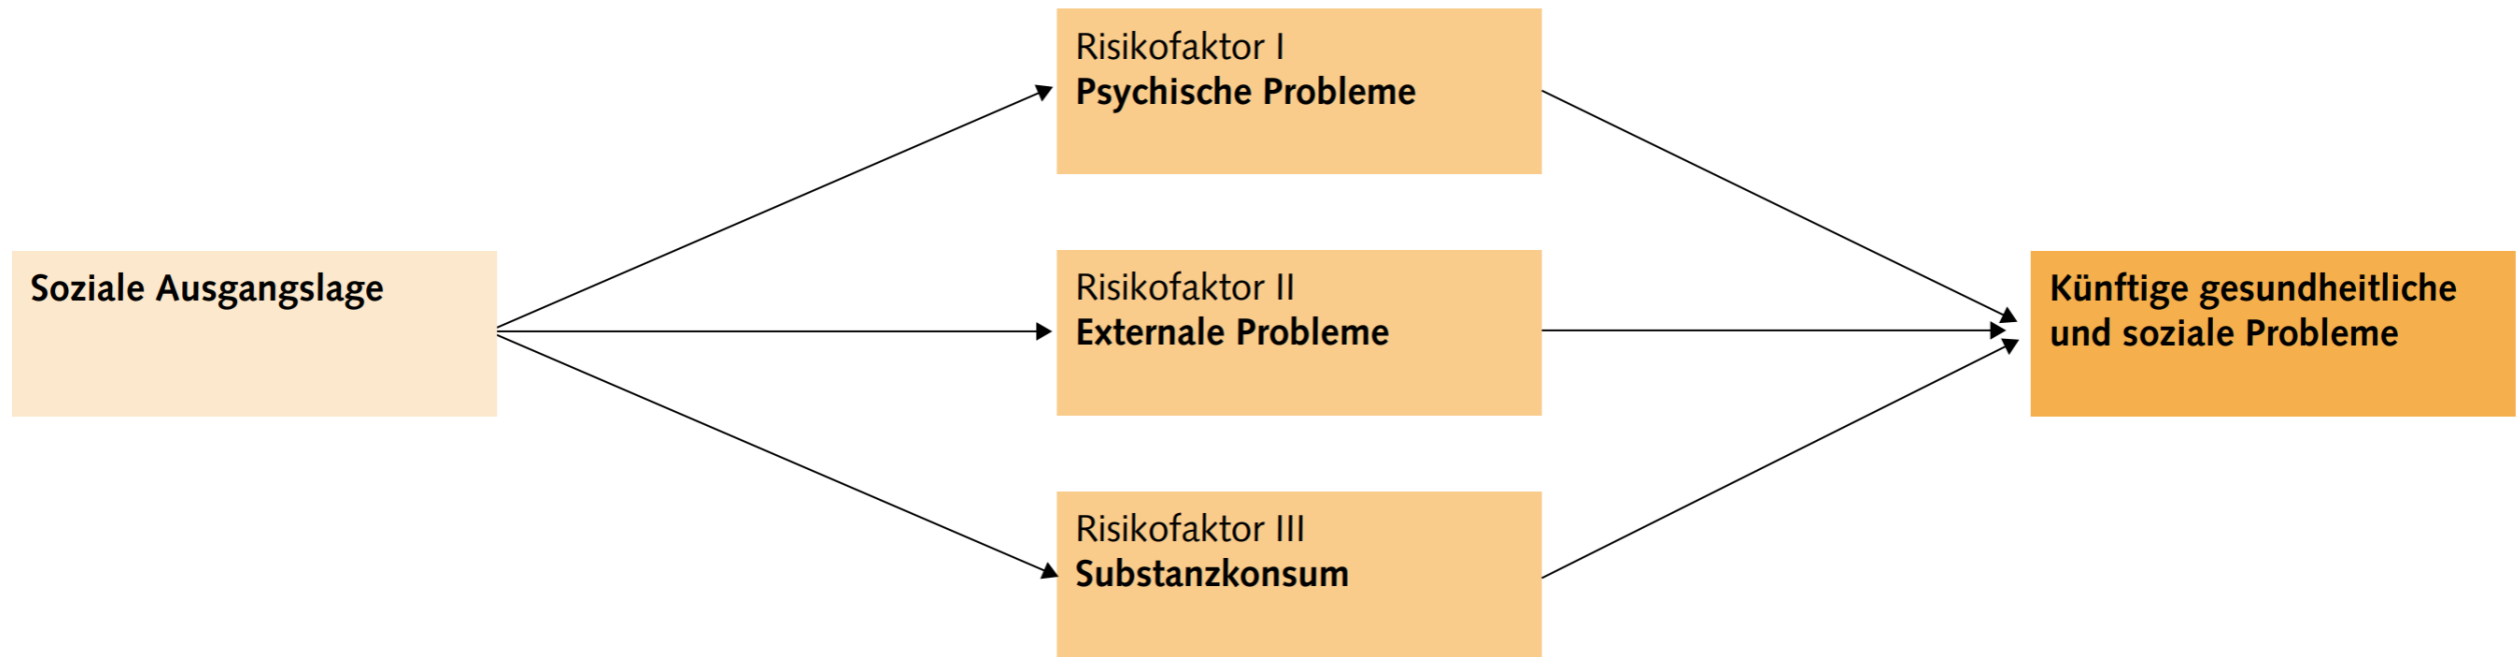 Soziale Ausgangslage
Risikofaktor I
Psychische Probleme
Risikofaktor II
Externale Probleme
Risikofaktor III
Substanzkonsum
Künftige gesundheitliche
und soziale Probleme